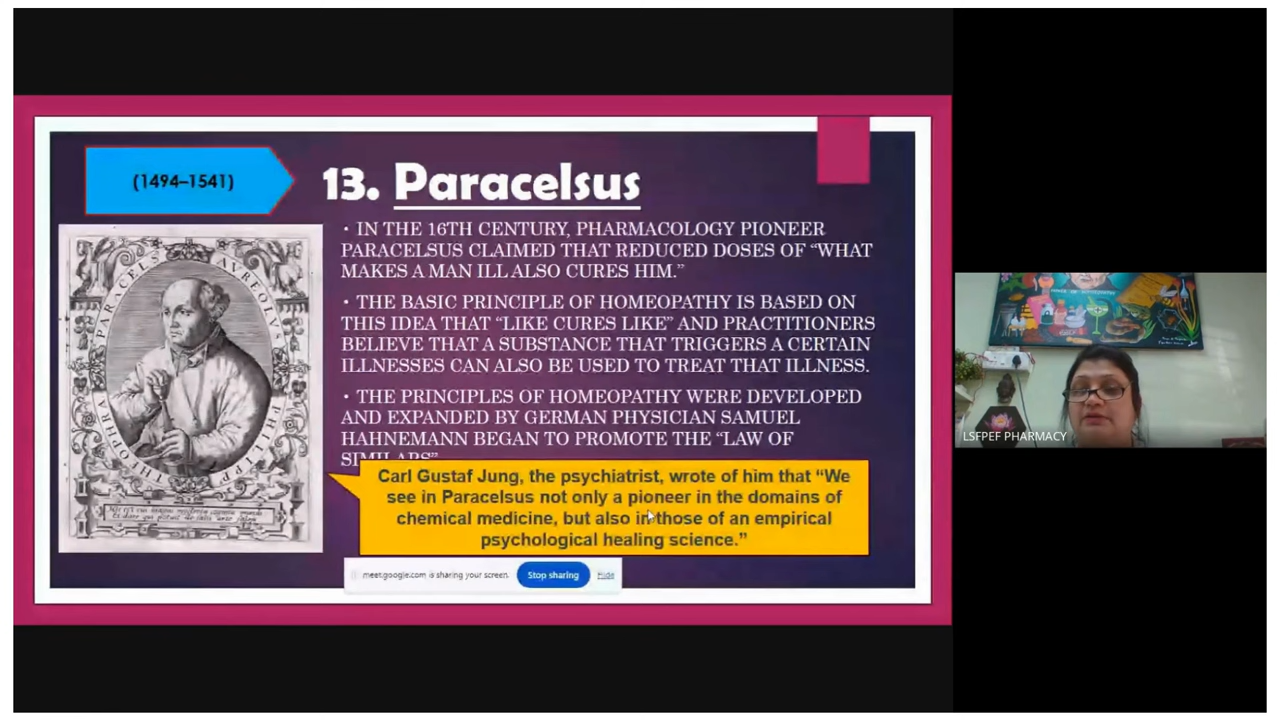 (1494–1541)
13. Paracelsus
• IN THE 16TH CENTURY, PHARMACOLOGY PIONEER
PARACELSUS CLAIMED THAT REDUCED DOSES OF “WHAT
MAKES A MAN ILL ALSO CURES HIM.”
• THE BASIC PRINCIPLE OF HOMEOPATHY IS BASED ON
THIS IDEA THAT “LIKE CURES LIKE” AND PRACTITIONERS
BELIEVE THAT A SUBSTANCE THAT TRIGGERS A CERTAIN
ILLNESSES CAN ALSO BE USED TO TREAT THAT ILLNESS.
• THE PRINCIPLES OF HOMEOPATHY WERE DEVELOPED
AND EXPANDED BY GERMAN PHYSICIAN SAMUEL
HAHNEMANN BEGAN TO PROMOTE THE “LAW OF
SIMILARS”
Carl Gustaf Jung, the psychiatrist, wrote of him that “We
see in Paracelsus not only a pioneer in the domains of
chemical medicine, but also in those of an empirical
psychological healing science.”
meet.google.com is sharing your screen. Stop sharing Hide
LSFPEF PHARMACY